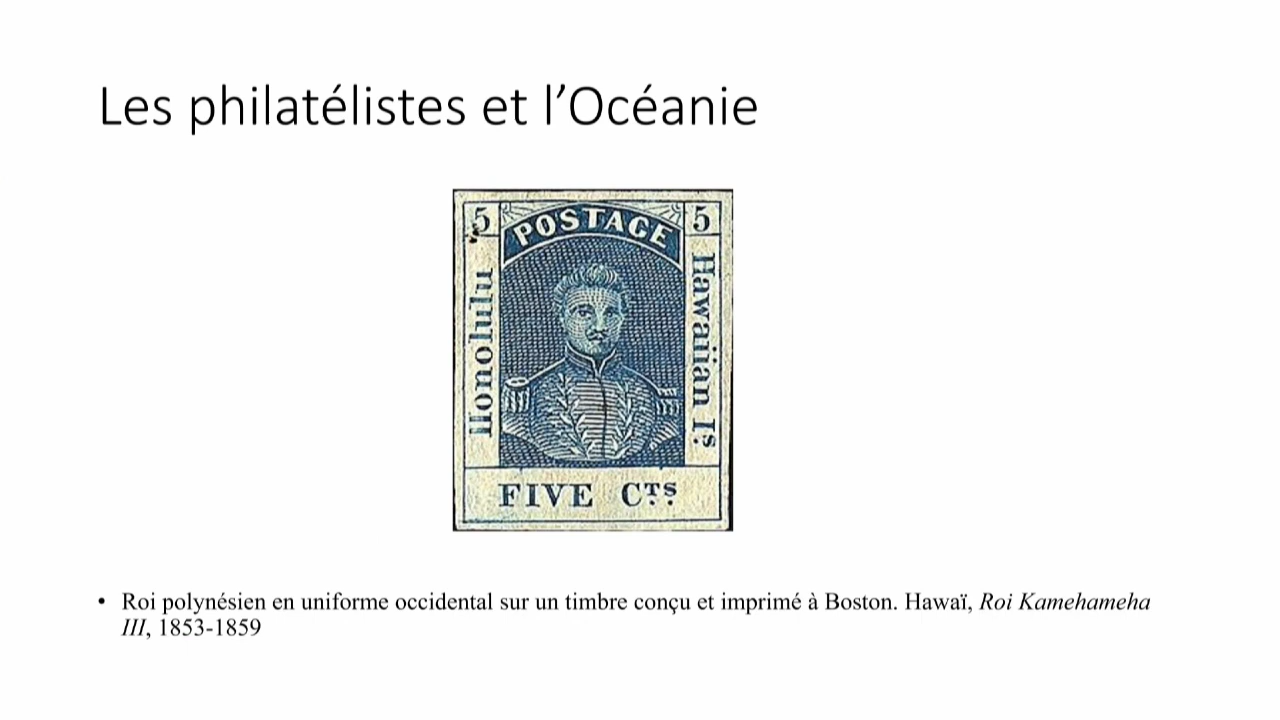 Les philatélistes et l’Océanie
5 POSTAGE 5
Honolulu
Hawaiian Iˢ.
FIVE Cᵀˢ.
• Roi polynésien en uniforme occidental sur un timbre conçu et imprimé à Boston. Hawaï, Roi Kamehameha
III, 1853-1859